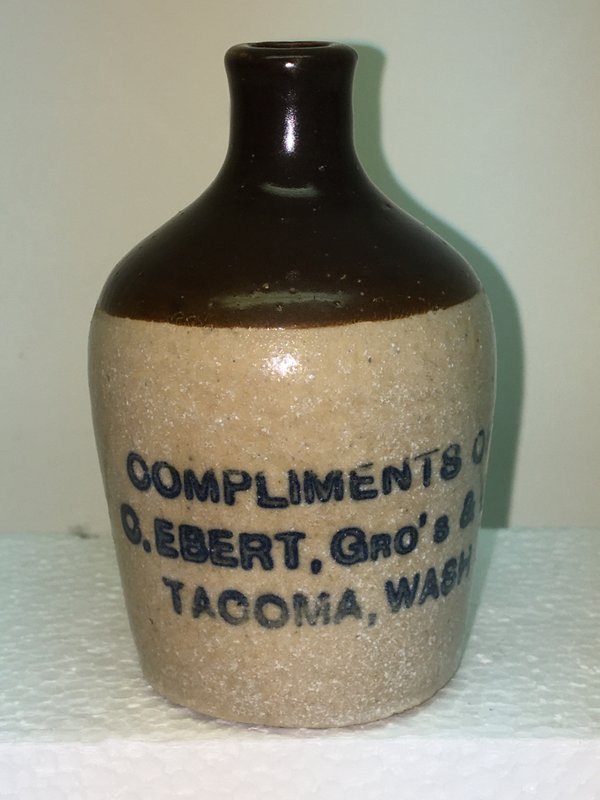 COMPLIMENTS O
C. EBERT, GRO'S &
TACOMA, WASH